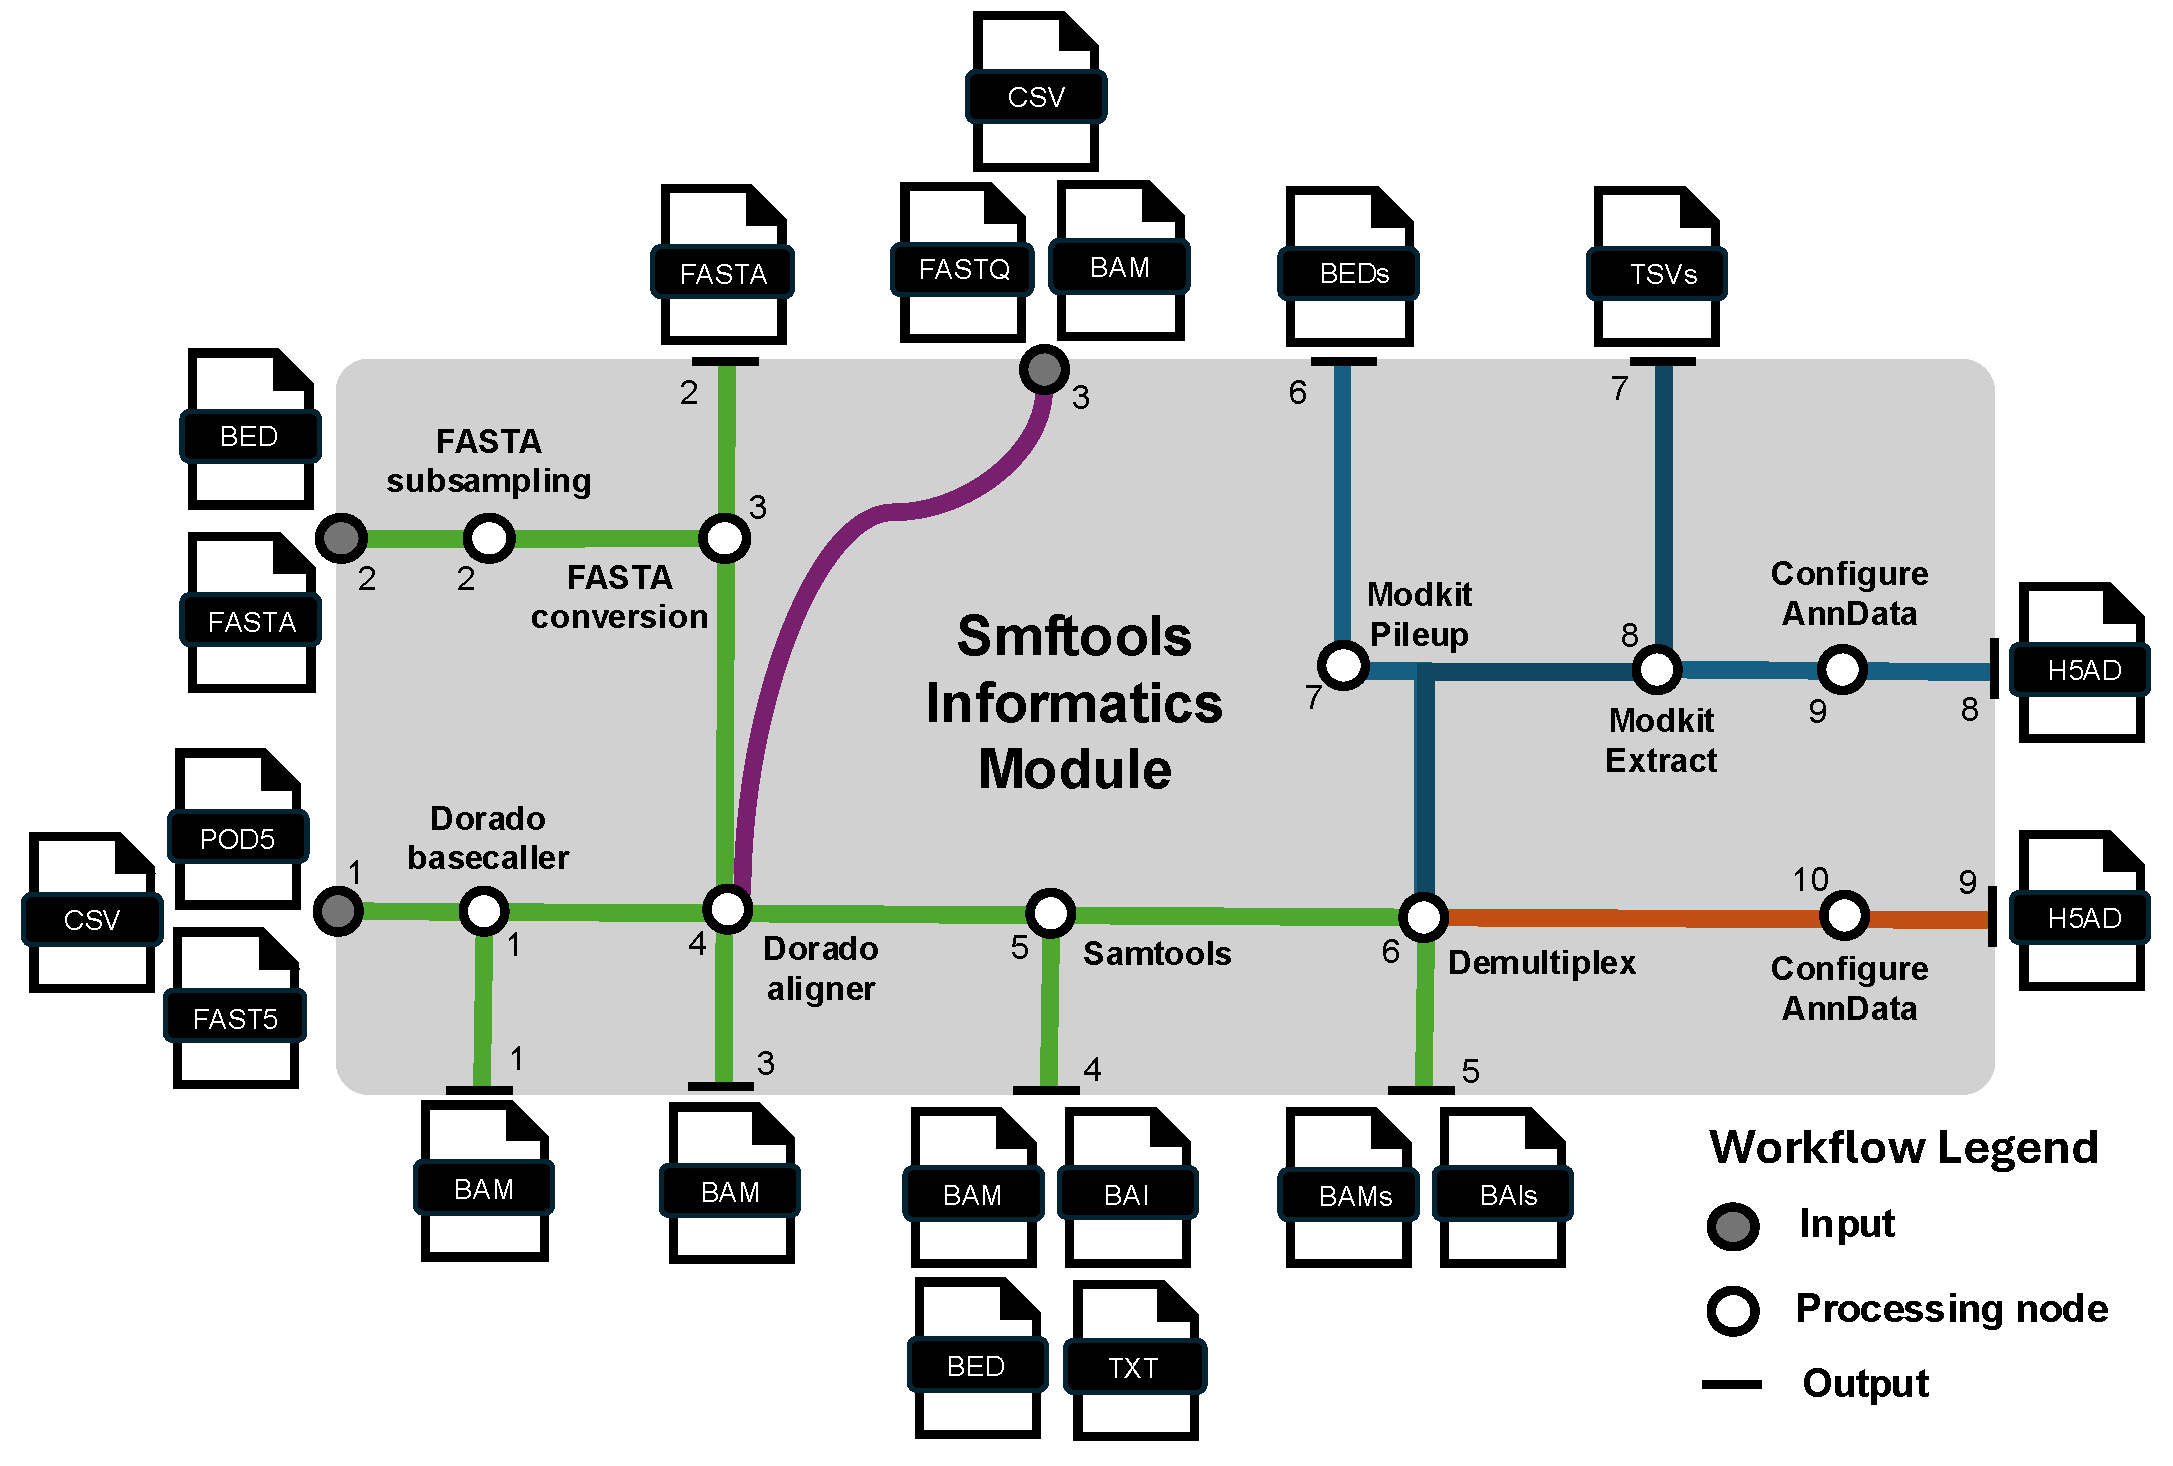 CSV
FASTA
FASTQ
BAM
BEDs
TSVs
2
3
6
7
BED
FASTA
subsampling
3
2
2
FASTA
conversion
FASTA
Smftools
Informatics
Module
Modkit
Pileup
7
8
Modkit
Extract
Configure
AnnData
9
8
H5AD
POD5
CSV
FAST5
1
Dorado
basecaller
1
4
Dorado
aligner
5
Samtools
6
Demultiplex
10
Configure
AnnData
9
H5AD
1
3
4
5
BAM
BAM
BAM
BAI
BAMs
BAIs
BED
TXT
Workflow Legend
Input
Processing node
Output